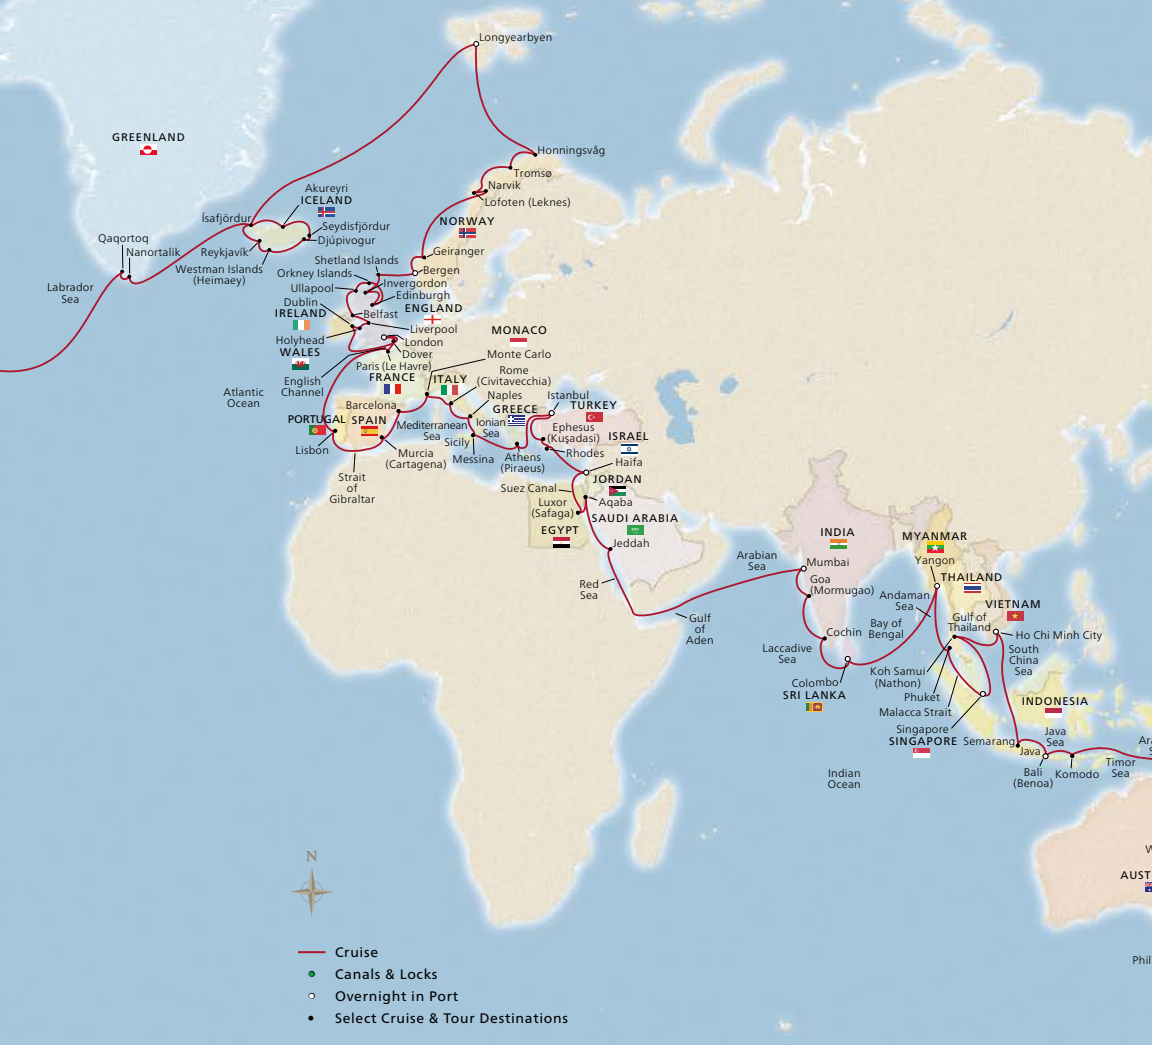 Longyearbyen
GREENLAND
Honningsvåg
Tromsø
Narvik
Lofoten (Leknes)
Akureyri
ICELAND
Ísafjördur
Seydisfjördur
Djúpivogur
Reykjavík
Westman Islands
(Heimaey)
Qaqortoq
Nanortalik
Labrador
Sea
NORWAY
Geiranger
Bergen
Shetland Islands
Orkney Islands
Invergordon
Ullapool
Edinburgh
Dublin
IRELAND
Belfast
ENGLAND
Liverpool
Holyhead
WALES
London
Dover
Paris (Le Havre)
English
Channel
FRANCE
MONACO
Monte Carlo
ITALY
Rome
(Civitavecchia)
Naples
Atlantic
Ocean
Barcelona
PORTUGAL
SPAIN
Lisbon
Mediterranean
Sea
Murcia
(Cartagena)
Strait
of
Gibraltar
Sicily
Messina
Ionian
Sea
GREECE
Athens
(Piraeus)
Istanbul
TURKEY
Ephesus
(Kuşadasi)
Rhodes
ISRAEL
Haifa
JORDAN
Suez Canal
Aqaba
Luxor
(Safaga)
EGYPT
SAUDI ARABIA
Jeddah
Red
Sea
Gulf
of
Aden
Arabian
Sea
INDIA
Mumbai
Goa
(Mormugao)
Cochin
Laccadive
Sea
Colombo
SRI LANKA
Bay of
Bengal
Andaman
Sea
MYANMAR
Yangon
THAILAND
VIETNAM
Gulf of
Thailand
Ho Chi Minh City
South
China
Sea
Koh Samui
(Nathon)
Phuket
Malacca Strait
Singapore
SINGAPORE
INDONESIA
Semarang
Java
Java
Sea
Bali
(Benoa)
Komodo
Timor
Sea
Ara
S
Indian
Ocean
W
AUST
Phil
N
Cruise
Canals & Locks
Overnight in Port
Select Cruise & Tour Destinations